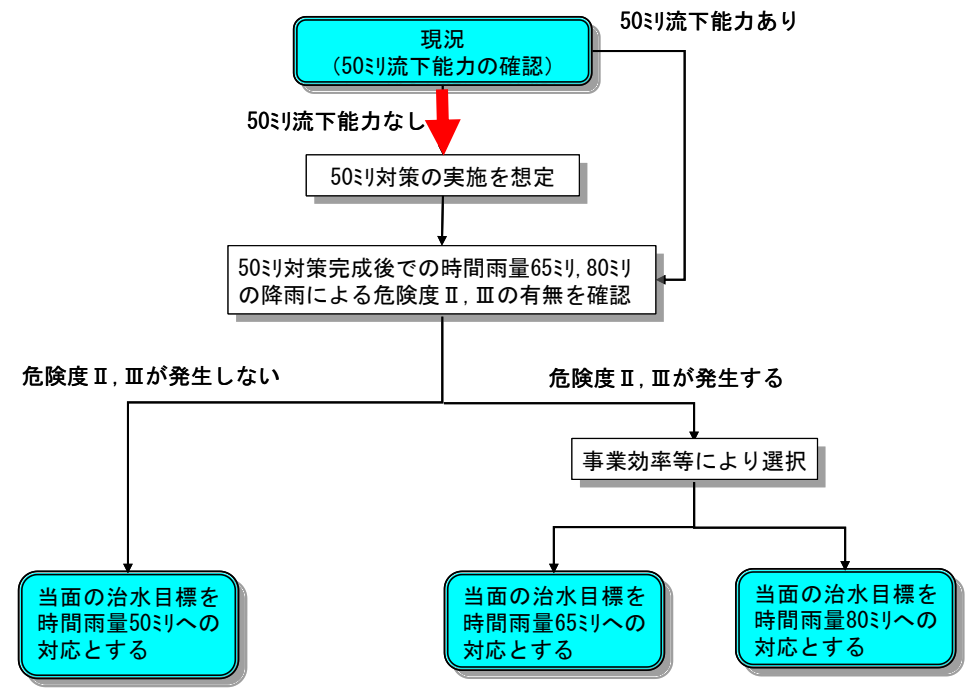 50ﾐﾘ流下能力あり
現況
（50ﾐﾘ流下能力の確認）
50ﾐﾘ流下能力なし
50ﾐﾘ対策の実施を想定
50ﾐﾘ対策完成後での時間雨量65ﾐﾘ,80ﾐﾘ
の降雨による危険度Ⅱ,Ⅲの有無を確認
危険度Ⅱ,Ⅲが発生しない
危険度Ⅱ,Ⅲが発生する
事業効率等により選択
当面の治水目標を
時間雨量50ﾐﾘへの
対応とする
当面の治水目標を
時間雨量65ﾐﾘへの
対応とする
当面の治水目標を
時間雨量80ﾐﾘへの
対応とする